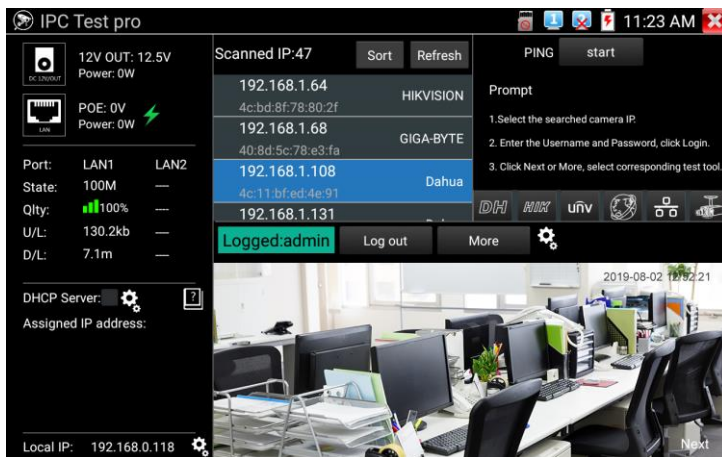 IPC Test pro
11:23 AM
DC 12V/OUT
12V OUT: 12.5V
Power: 0W
LAN
POE: 0V
Power: 0W
Port: LAN1 LAN2
State: 100M ----
Qlty: 100% ----
U/L: 130.2kb ----
D/L: 7.1m ----
DHCP Server:
?
Assigned IP address:
Local IP: 192.168.0.118
Scanned IP:47
Sort
Refresh
192.168.1.64
HIKVISION
4c:bd:8f:78:80:2f
192.168.1.68
GIGA-BYTE
40:8d:5c:78:e3:fa
192.168.1.108
Dahua
4c:11:bf:ed:4e:91
192.168.1.131
PING
start
Prompt
1.Select the searched camera IP.
2. Enter the Username and Password, click Login.
3. Click Next or More, select corresponding test tool.
DH
HIK
unv
Logged:admin
Log out
More
2019-08-02
Next